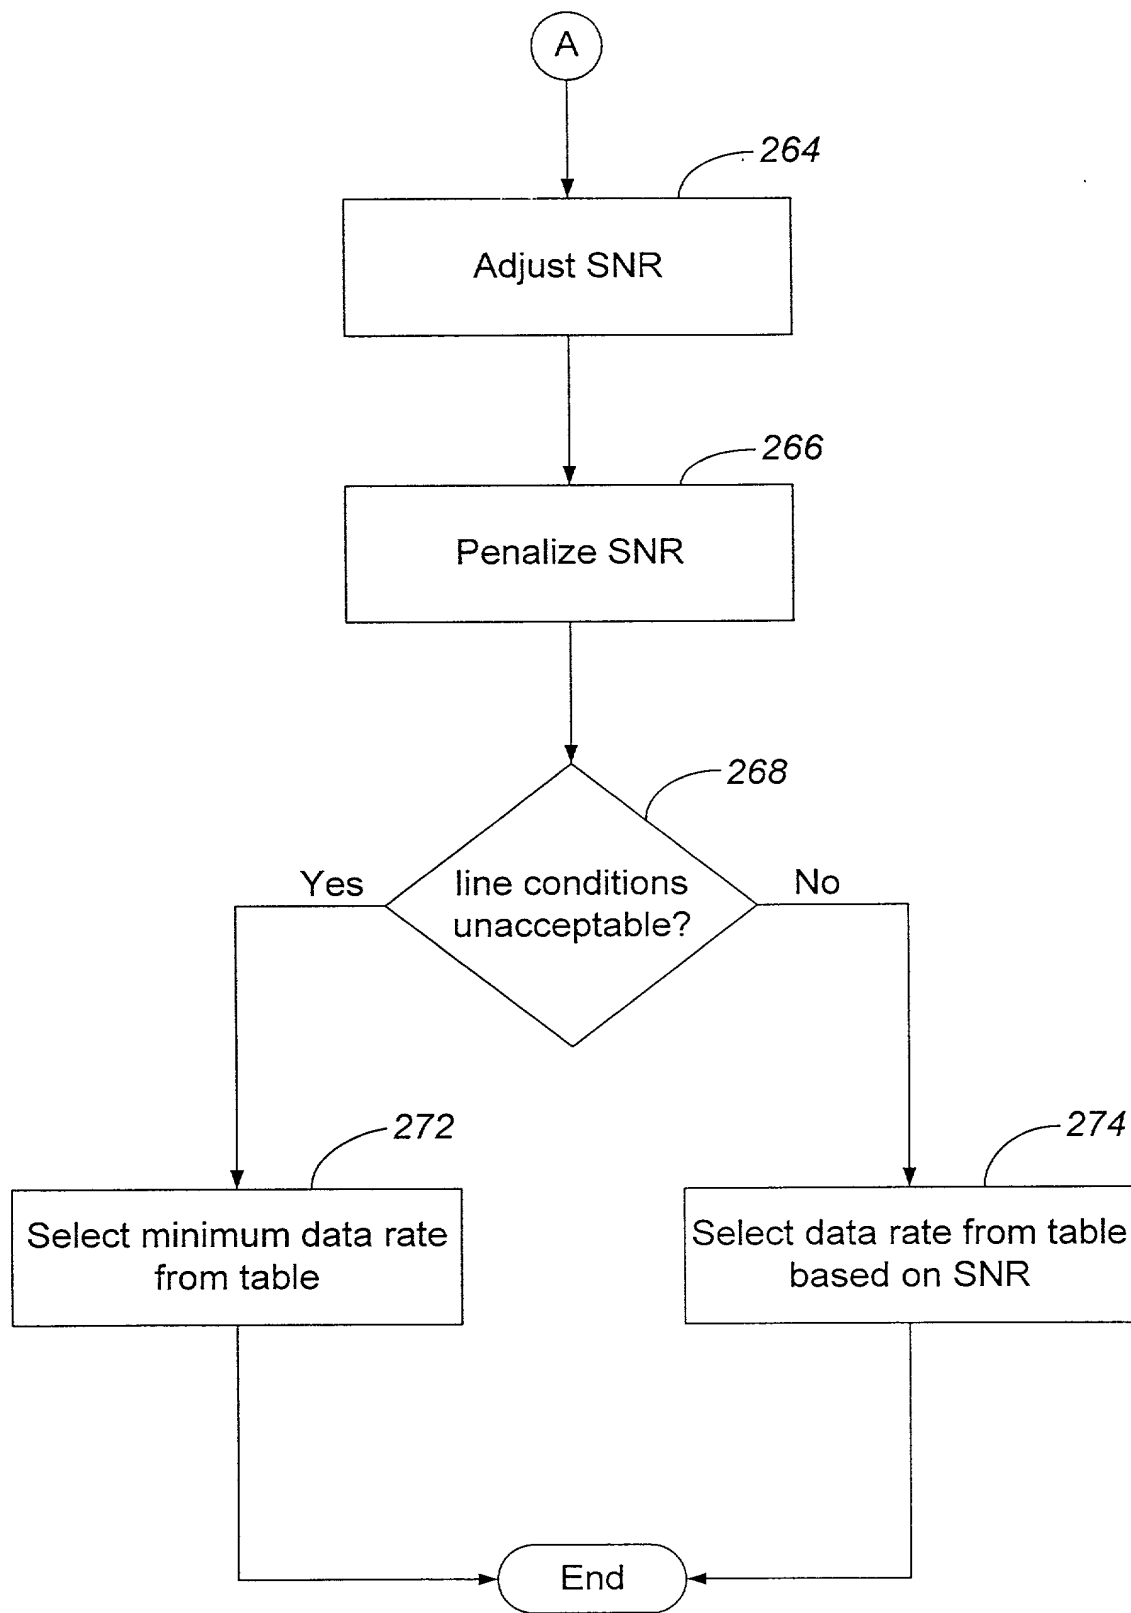 A
264
Adjust SNR
266
Penalize SNR
268
Yes
line conditions
unacceptable?
No
272
Select minimum data rate
from table
274
Select data rate from table
based on SNR
End